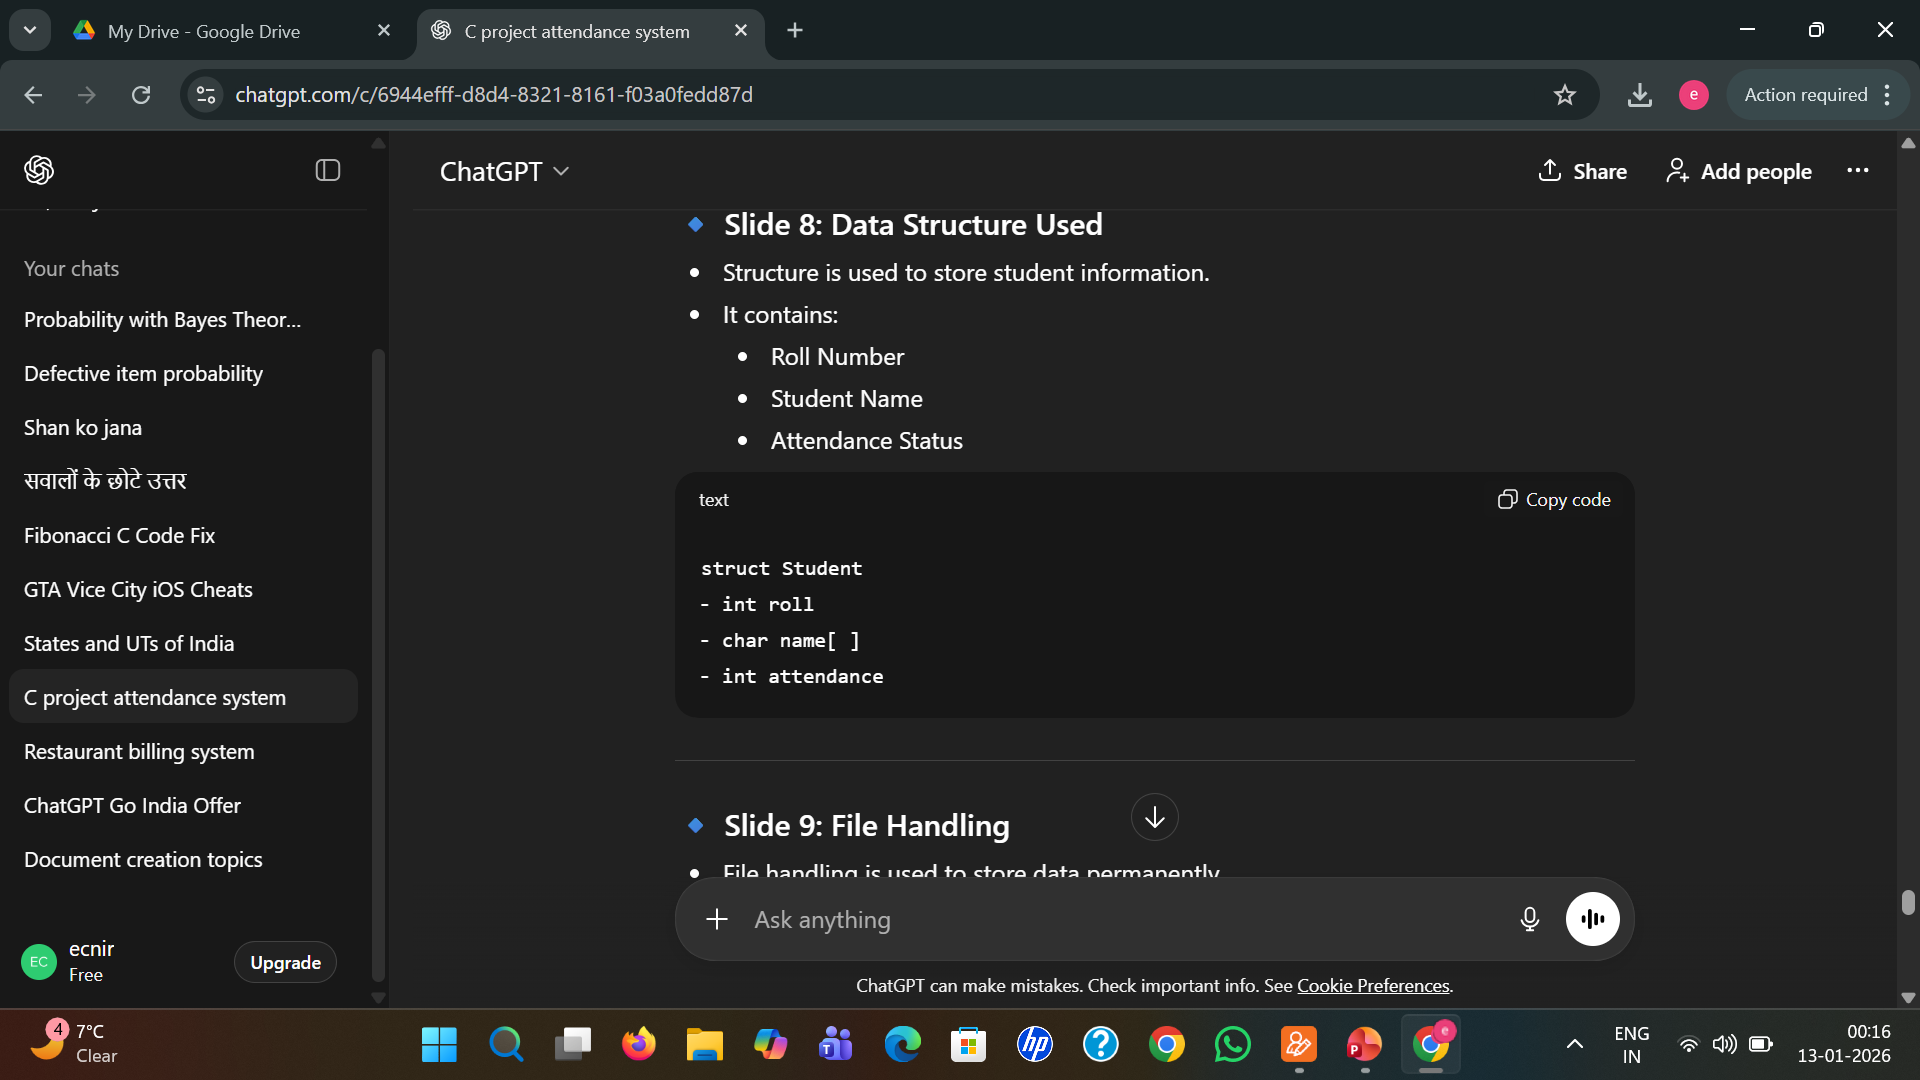 My Drive - Google Drive
C project attendance system
chatgpt.com/c/6944efff-d8d4-8321-8161-f03a0fedd87d
e
Action required
ChatGPT
Share
Add people
Your chats
Probability with Bayes Theor...
Defective item probability
Shan ko jana
सवालों के छोटे उत्तर
Fibonacci C Code Fix
GTA Vice City iOS Cheats
States and UTs of India
C project attendance system
Restaurant billing system
ChatGPT Go India Offer
Document creation topics
EC
ecnir
Free
Upgrade
Slide 8: Data Structure Used
Structure is used to store student information.
It contains:
Roll Number
Student Name
Attendance Status
text
Copy code
struct Student
- int roll
- char name[ ]
- int attendance
Slide 9: File Handling
File handling is used to store data permanently
Ask anything
ChatGPT can make mistakes. Check important info. See Cookie Preferences.
4
7°C
Clear
T
hp
?
P
e
ENG
IN
00:16
13-01-2026